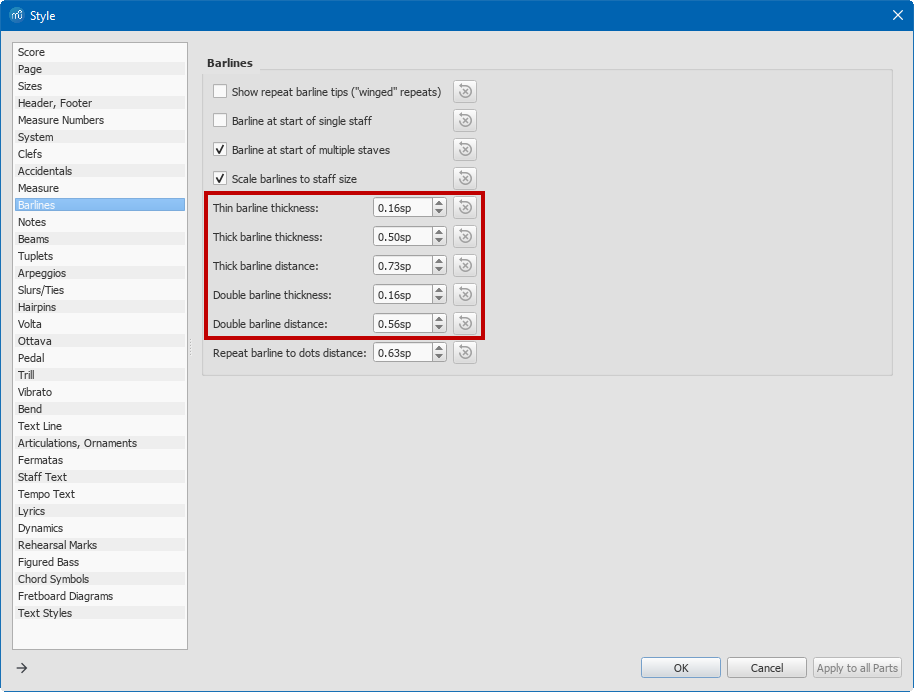 Style
Score
Page
Sizes
Header, Footer
Measure Numbers
System
Clefs
Accidentals
Measure
Barlines
Notes
Beams
Tuplets
Arpeggios
Slurs/Ties
Hairpins
Volta
Ottava
Pedal
Trill
Vibrato
Bend
Text Line
Articulations, Ornaments
Fermatas
Staff Text
Tempo Text
Lyrics
Dynamics
Rehearsal Marks
Figured Bass
Chord Symbols
Fretboard Diagrams
Text Styles
Barlines
Show repeat barline tips ("winged" repeats)
Barline at start of single staff
Barline at start of multiple staves
Scale barlines to staff size
Thin barline thickness: 0.16sp
Thick barline thickness: 0.50sp
Thick barline distance: 0.73sp
Double barline thickness: 0.16sp
Double barline distance: 0.56sp
Repeat barline to dots distance: 0.63sp
OK Cancel Apply to all Parts